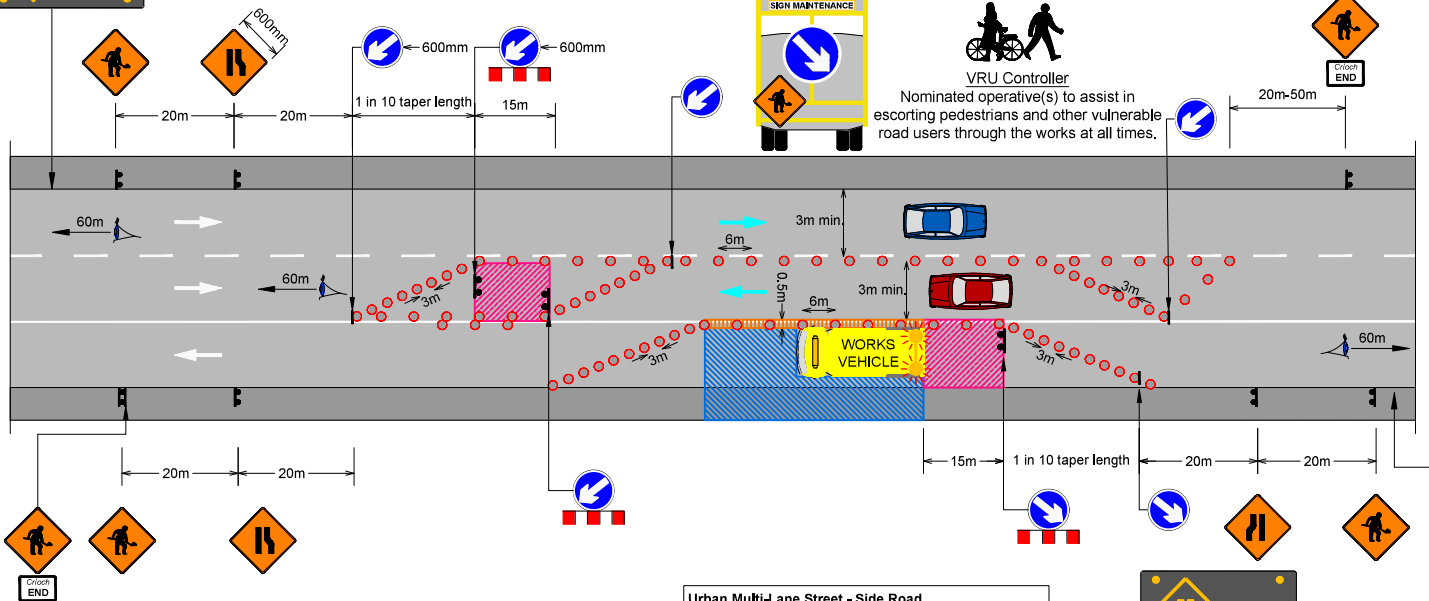 SIGN MAINTENANCE
600mm
600mm
600mm
VRU Controller
Nominated operative(s) to assist in
escorting pedestrians and other vulnerable
road users through the works at all times.
Críoch
END
20m
20m
1 in 10 taper length
15m
20m-50m
60m
3m min.
6m
60m
3m
0.5m
6m
3m min.
3m
WORKS
VEHICLE
3m
3m
60m
20m
20m
15m
1 in 10 taper length
20m
20m
Críoch
END
Urban Multi-Lane Street - Side Road